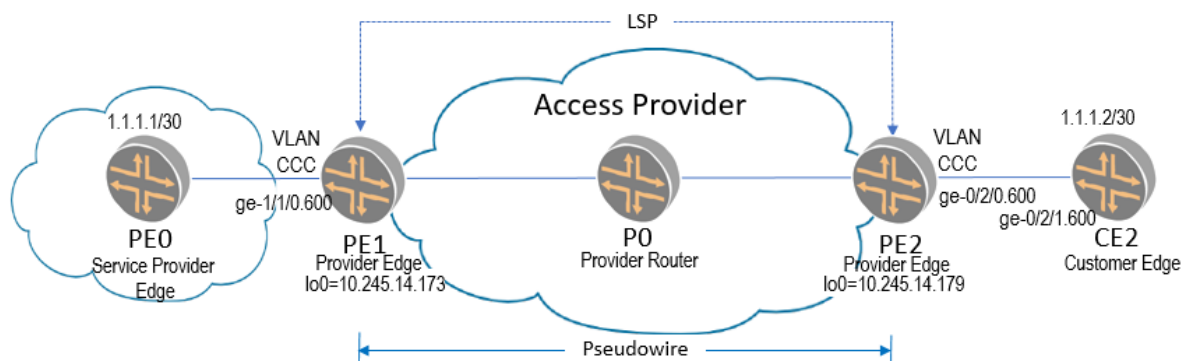 LSP
Access Provider
1.1.1.1/30
VLAN
CCC
ge-1/1/0.600
PE0
Service Provider
Edge
PE1
Provider Edge
lo0=10.245.14.173
P0
Provider Router
VLAN
CCC
ge-0/2/0.600
PE2
Provider Edge
lo0=10.245.14.179
1.1.1.2/30
ge-0/2/1.600
CE2
Customer Edge
Pseudowire